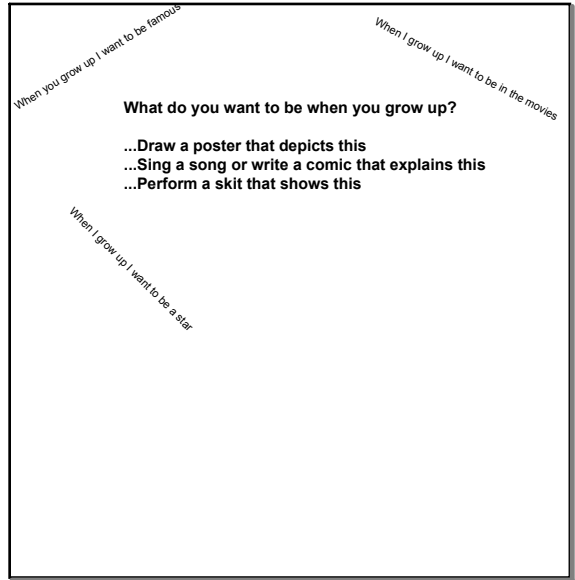 When you grow up I want to be famous
When I grow up I want to be in the movies
What do you want to be when you grow up?
...Draw a poster that depicts this
...Sing a song or write a comic that explains this
...Perform a skit that shows this
When I grow up I want to be a star